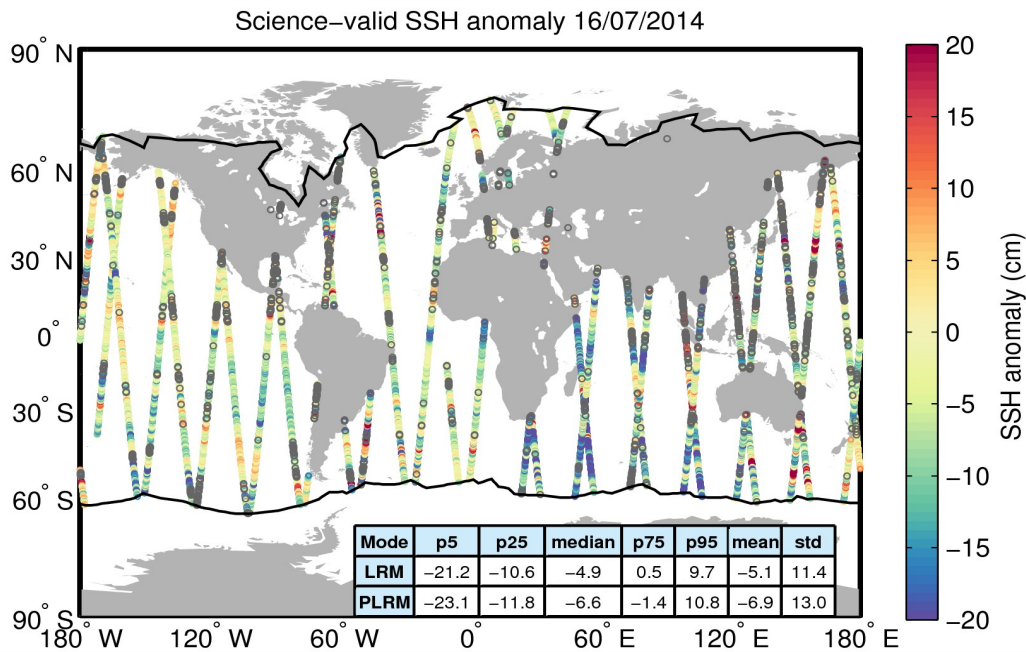 Science−valid SSH anomaly 16/07/2014
90° N
60° N
30° N
0°
30° S
60° S
90° S
180° W
120° W
60° W
0°
60° E
120° E
180° E
Mode p5 p25 median p75 p95 mean std
LRM −21.2 −10.6 −4.9 0.5 9.7 −5.1 11.4
PLRM −23.1 −11.8 −6.6 −1.4 10.8 −6.9 13.0
20
15
10
5
0
−5
−10
−15
−20
SSH anomaly (cm)